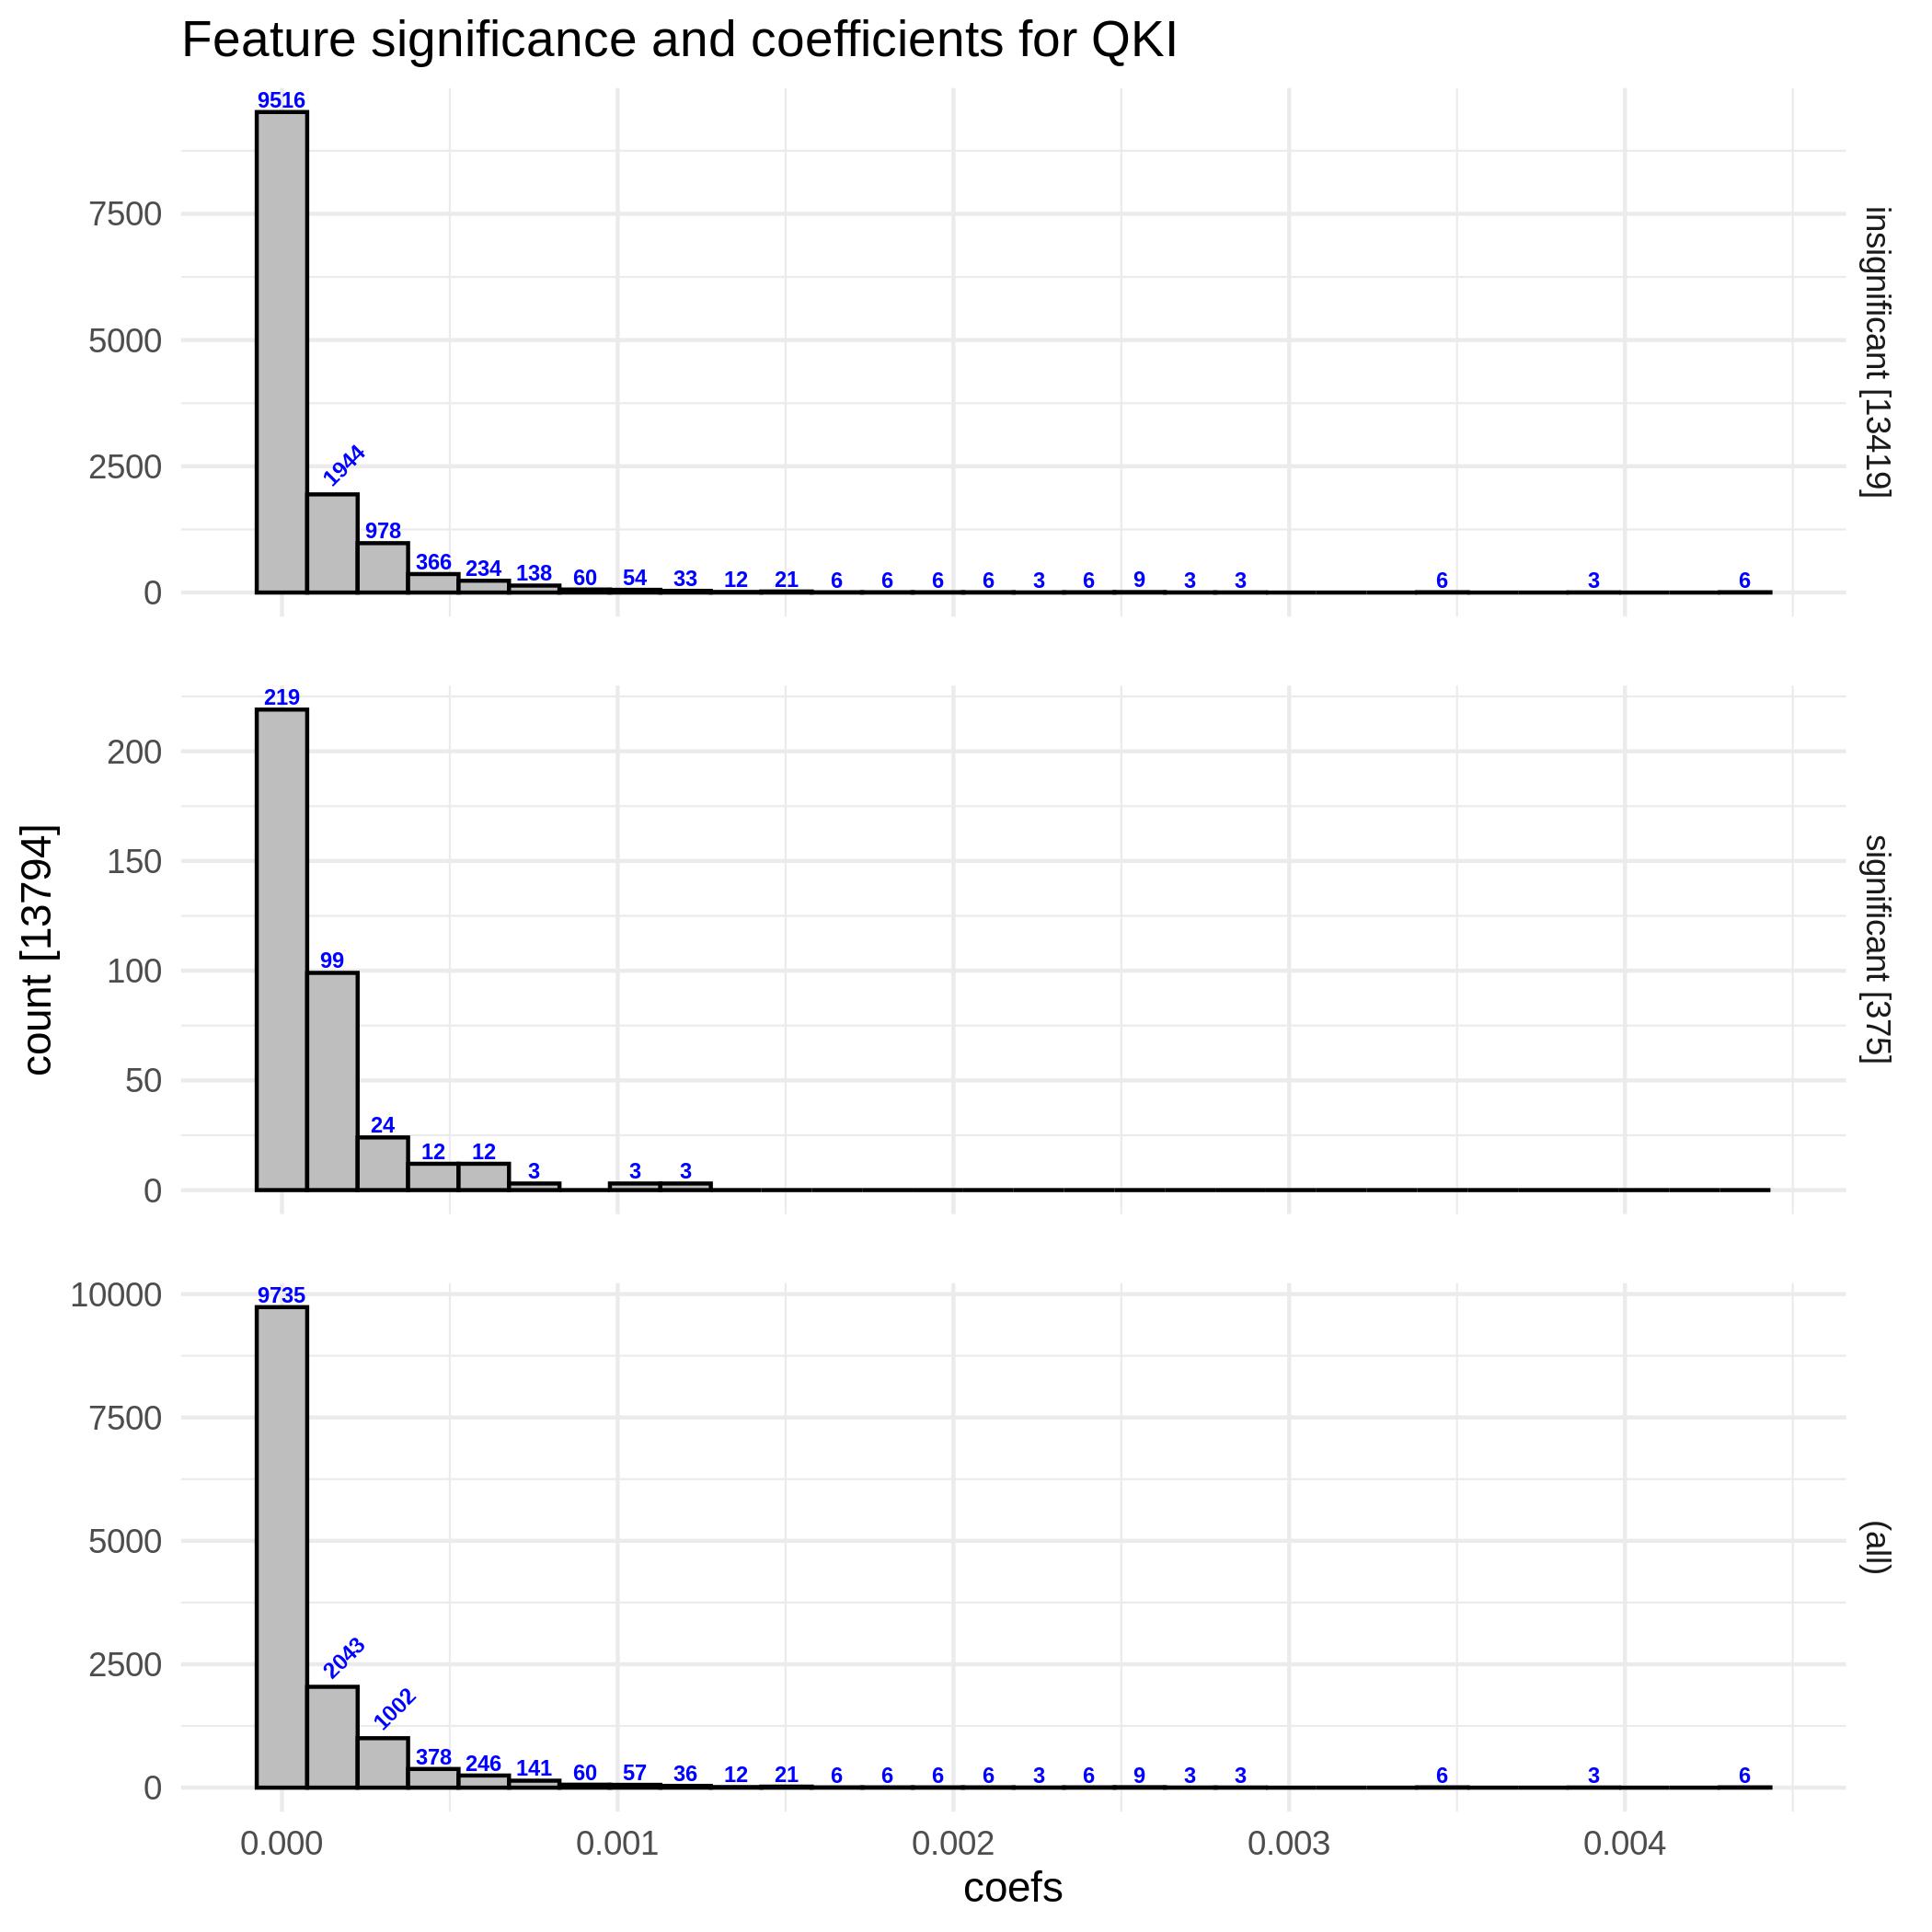 Feature significance and coefficients for QKI
9516
7500
5000
2500
0
1944
978
366 234 138 60 54 33 12 21 6 6 6 6 3 6 9 3 3 6 3 6
insignificant [13419]
219
200
150
100
50
0
99
24
12 12 3 3 3
significant [375]
count [13794]
9735
10000
7500
5000
2500
0
2043
1002
378 246 141 60 57 36 12 21 6 6 6 6 3 6 9 3 3 6 3 6
(all)
0.000 0.001 0.002 0.003 0.004
coefs